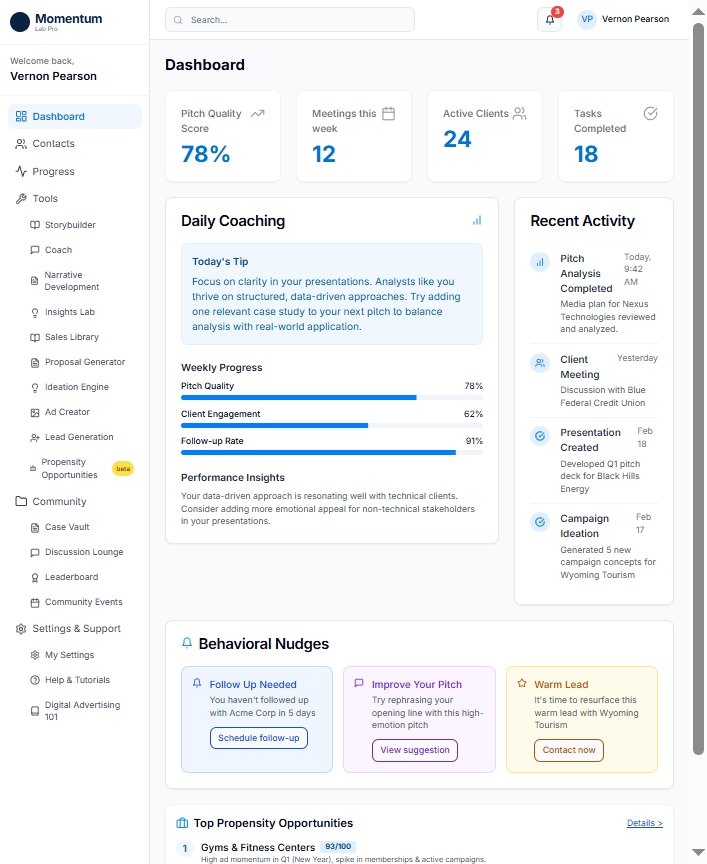 Momentum
Lab Pro
Welcome back,
Vernon Pearson
Dashboard
Contacts
Progress
Tools
Storybuilder
Coach
Narrative
Development
Insights Lab
Sales Library
Proposal Generator
Ideation Engine
Ad Creator
Lead Generation
Propensity
Opportunities
beta
Community
Case Vault
Discussion Lounge
Leaderboard
Community Events
Settings & Support
My Settings
Help & Tutorials
Digital Advertising
101
Search...
3
VP
Vernon Pearson
Dashboard
Pitch Quality
Score
78%
Meetings this
week
12
Active Clients
24
Tasks
Completed
18
Daily Coaching
Today's Tip
Focus on clarity in your presentations. Analysts like you
thrive on structured, data-driven approaches. Try adding
one relevant case study to your next pitch to balance
analysis with real-world application.
Weekly Progress
Pitch Quality 78%
Client Engagement 62%
Follow-up Rate 91%
Performance Insights
Your data-driven approach is resonating well with technical clients.
Consider adding more emotional appeal for non-technical stakeholders
in your presentations.
Recent Activity
Pitch
Analysis
Completed
Today,
9:42
AM
Media plan for Nexus
Technologies reviewed
and analyzed.
Client
Meeting
Yesterday
Discussion with Blue
Federal Credit Union
Presentation
Created
Feb
18
Developed Q1 pitch
deck for Black Hills
Energy
Campaign
Ideation
Feb
17
Generated 5 new
campaign concepts for
Wyoming Tourism
Behavioral Nudges
Follow Up Needed
You haven't followed up
with Acme Corp in 5 days
Schedule follow-up
Improve Your Pitch
Try rephrasing your
opening line with this high-
emotion pitch
View suggestion
Warm Lead
It's time to resurface this
warm lead with Wyoming
Tourism
Contact now
Top Propensity Opportunities
Details >
1
Gyms & Fitness Centers 93/100
High ad momentum in Q1 (New Year), spike in memberships & active campaigns.